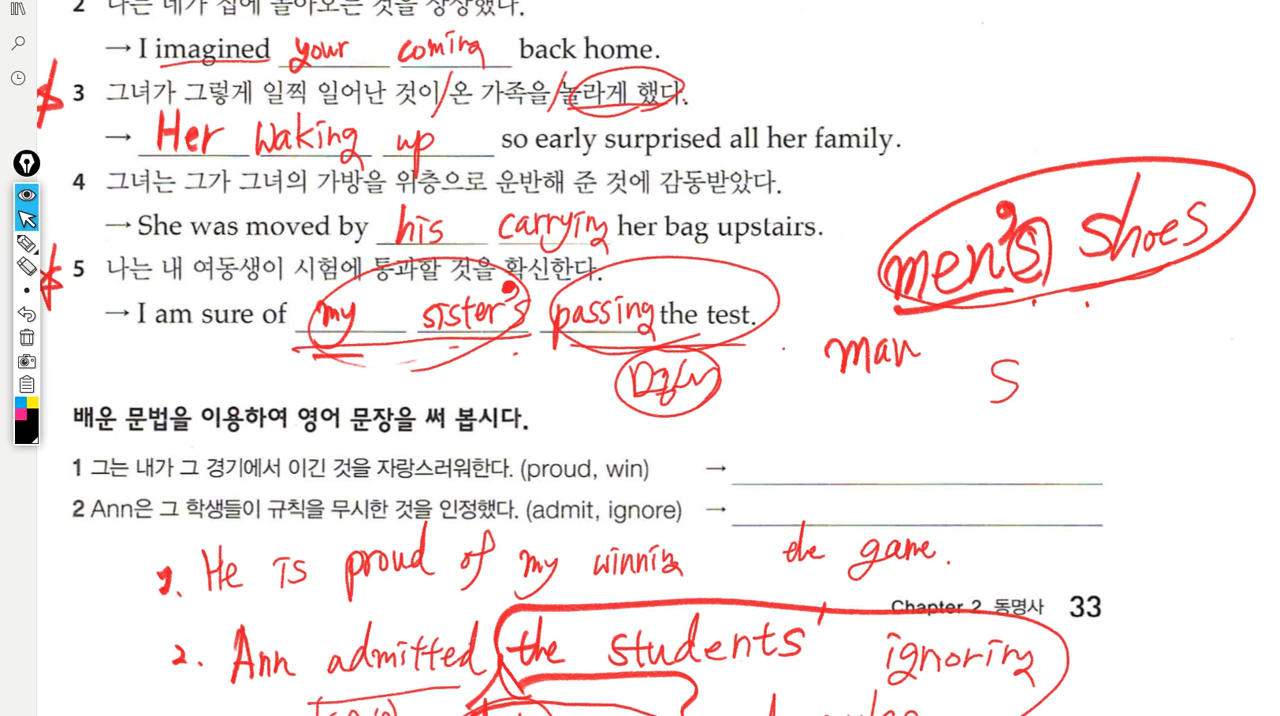 2 나는 네가 집에 돌아오는 것을 상상했다.
→ I imagined your coming back home.
3 그녀가 그렇게 일찍 일어난 것이/온 가족을/놀라게 했다.
→ Her waking up so early surprised all her family.
4 그녀는 그가 그녀의 가방을 위층으로 운반해 준 것에 감동받았다.
→ She was moved by his carrying her bag upstairs.
men's shoes
5 나는 내 여동생이 시험에 통과할 것을 확신한다.
→ I am sure of my sister's passing the test.
man
S
배운 문법을 이용하여 영어 문장을 써 봅시다.
1 그는 내가 그 경기에서 이긴 것을 자랑스러워한다. (proud, win) →
2 Ann은 그 학생들이 규칙을 무시한 것을 인정했다. (admit, ignore) →
1. He is proud of my winning the game.
Chapter 2 동명사 33
2. Ann admitted the students' ignoring